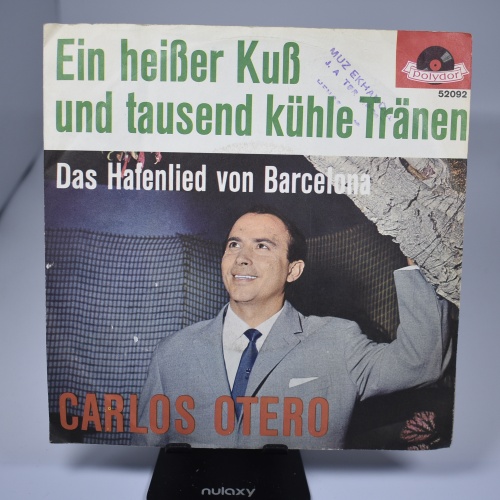 Ein heißer Kuß
und tausend kühle Tränen
Polydor
52092
Das Hafenlied von Barcelona
CARLOS OTERO
nulaxy